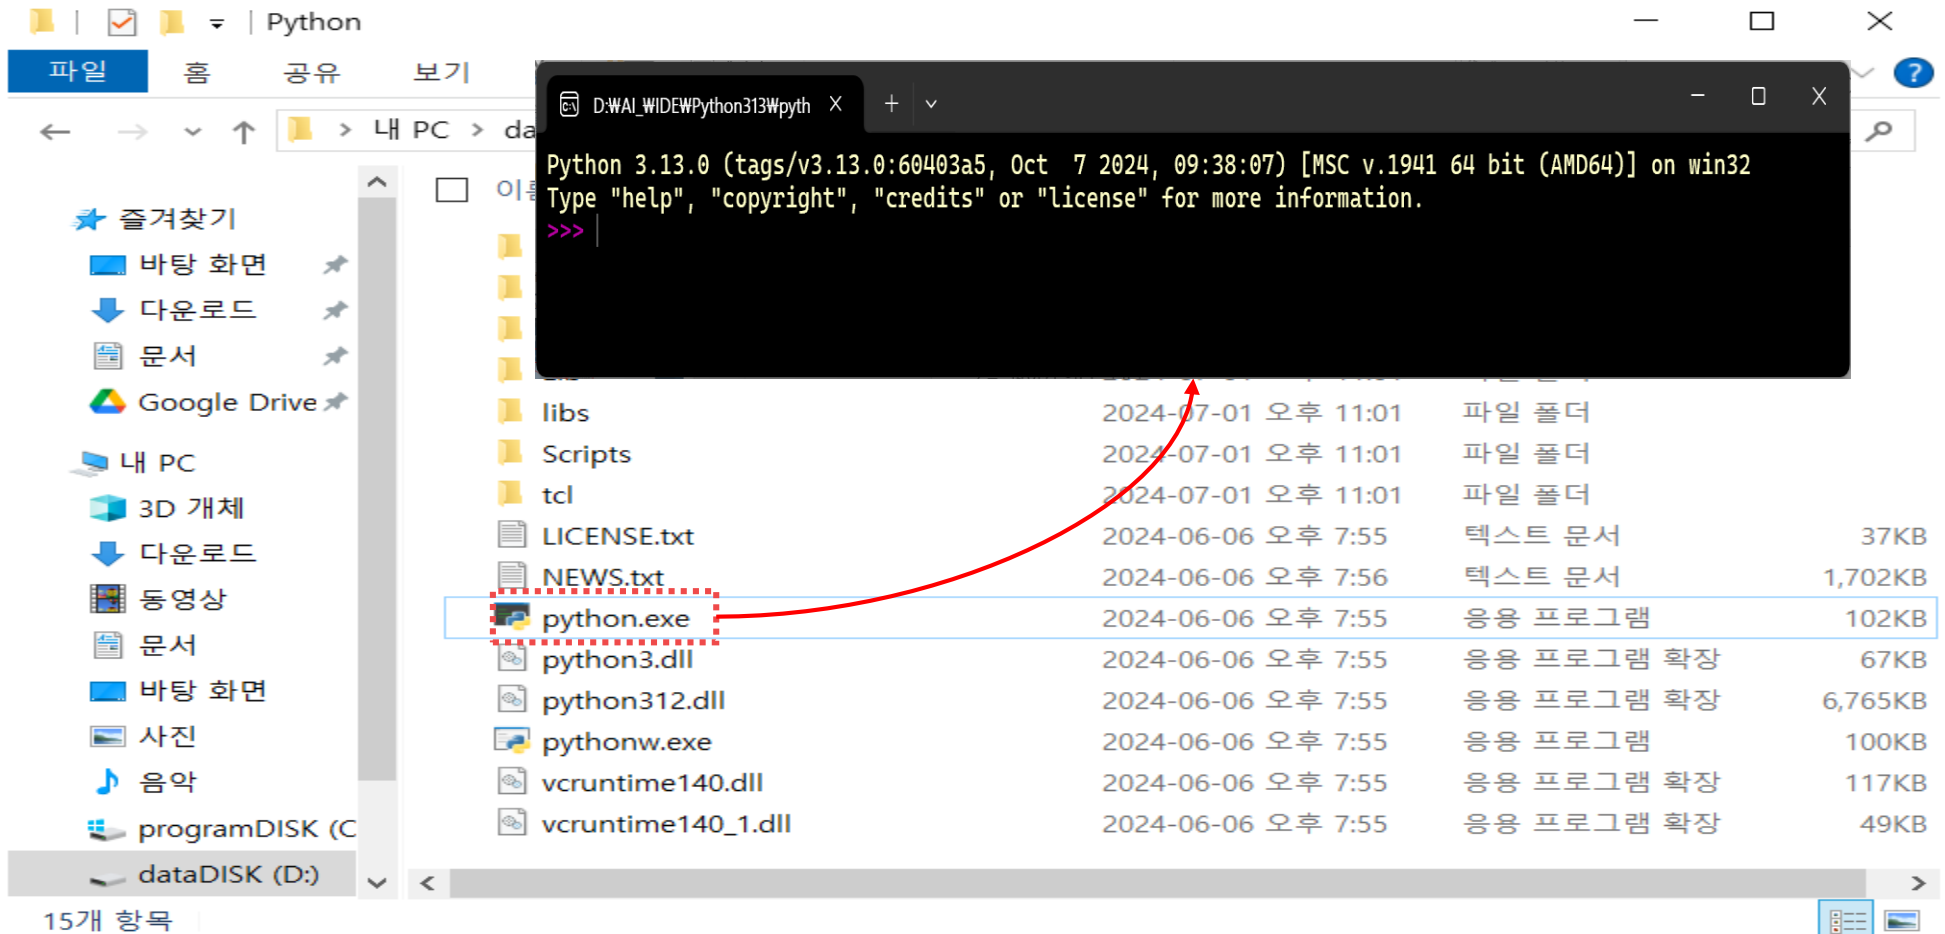 Python
파일 홈 공유 보기
내 PC
D:₩AI_₩IDE₩Python313₩pyth
Python 3.13.0 (tags/v3.13.0:60403a5, Oct  7 2024, 09:38:07) [MSC v.1941 64 bit (AMD64)] on win32
Type "help", "copyright", "credits" or "license" for more information.
>>>
즐겨찾기
바탕 화면
다운로드
문서
Google Drive
내 PC
3D 개체
다운로드
동영상
문서
바탕 화면
사진
음악
programDISK (C
dataDISK (D:)
libs 2024-07-01 오후 11:01 파일 폴더
Scripts 2024-07-01 오후 11:01 파일 폴더
tcl 2024-07-01 오후 11:01 파일 폴더
LICENSE.txt 2024-06-06 오후 7:55 텍스트 문서 37KB
NEWS.txt 2024-06-06 오후 7:56 텍스트 문서 1,702KB
python.exe 2024-06-06 오후 7:55 응용 프로그램 102KB
python3.dll 2024-06-06 오후 7:55 응용 프로그램 확장 67KB
python312.dll 2024-06-06 오후 7:55 응용 프로그램 확장 6,765KB
pythonw.exe 2024-06-06 오후 7:55 응용 프로그램 100KB
vcruntime140.dll 2024-06-06 오후 7:55 응용 프로그램 확장 117KB
vcruntime140_1.dll 2024-06-06 오후 7:55 응용 프로그램 확장 49KB
15개 항목